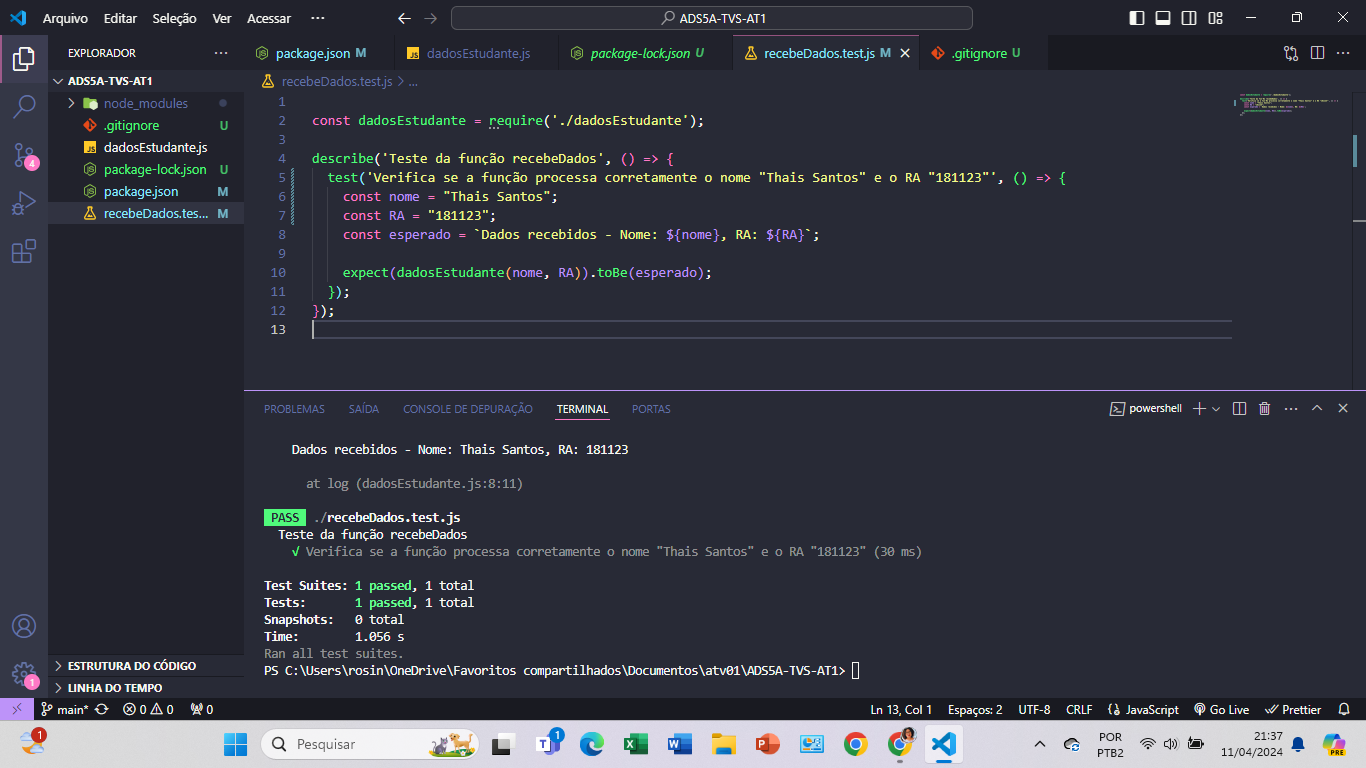 Arquivo Editar Seleção Ver Acessar ··· ADS5A-TVS-AT1
EXPLORADOR ···
package.json M JS dadosEstudante.js package-lock.json U recebeDados.test.js M .gitignore U
ADS5A-TVS-AT1
node_modules
.gitignore U
JS dadosEstudante.js
package-lock.json U
package.json M
recebeDados.tes... M
4
recebeDados.test.js > ...
1
2 const dadosEstudante = require('./dadosEstudante');
3
4 describe('Teste da função recebeDados', () => {
5 test('Verifica se a função processa corretamente o nome "Thais Santos" e o RA "181123"', () => {
6 const nome = "Thais Santos";
7 const RA = "181123";
8 const esperado = `Dados recebidos - Nome: ${nome}, RA: ${RA}`;
9
10 expect(dadosEstudante(nome, RA)).toBe(esperado);
11 });
12 });
13
PROBLEMAS SAÍDA CONSOLE DE DEPURAÇÃO TERMINAL PORTAS powershell
Dados recebidos - Nome: Thais Santos, RA: 181123
at log (dadosEstudante.js:8:11)
PASS ./recebeDados.test.js
Teste da função recebeDados
√ Verifica se a função processa corretamente o nome "Thais Santos" e o RA "181123" (30 ms)
Test Suites: 1 passed, 1 total
Tests: 1 passed, 1 total
Snapshots: 0 total
Time: 1.056 s
Ran all test suites.
PS C:\Users\rosin\OneDrive\Favoritos compartilhados\Documentos\atv01\ADS5A-TVS-AT1>
ESTRUTURA DO CÓDIGO
LINHA DO TEMPO
1
main* 0 0 0 Ln 13, Col 1 Espaços: 2 UTF-8 CRLF JavaScript Go Live Prettier
1 Pesquisar 1 POR 21:37
PTB2 11/04/2024 PRE